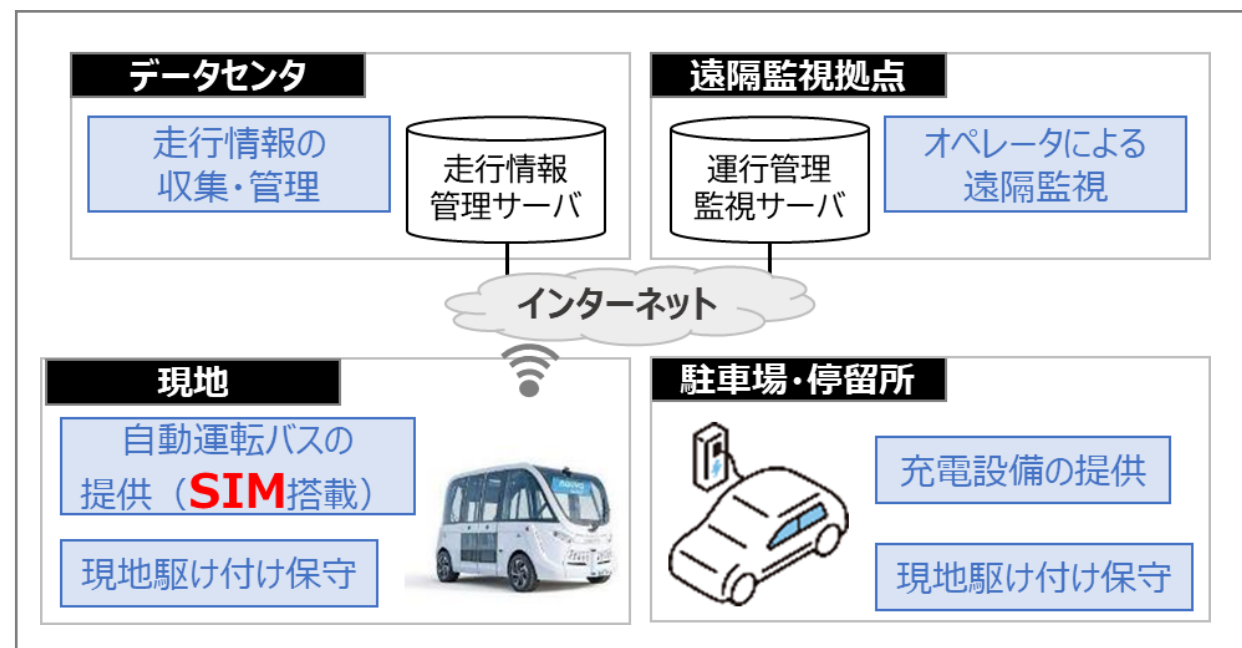 データセンタ
走行情報の
収集・管理
走行情報
管理サーバ
遠隔監視拠点
運行管理
監視サーバ
オペレータによる
遠隔監視
インターネット
現地
自動運転バスの
提供（SIM搭載）
現地駆け付け保守
駐車場・停留所
充電設備の提供
現地駆け付け保守